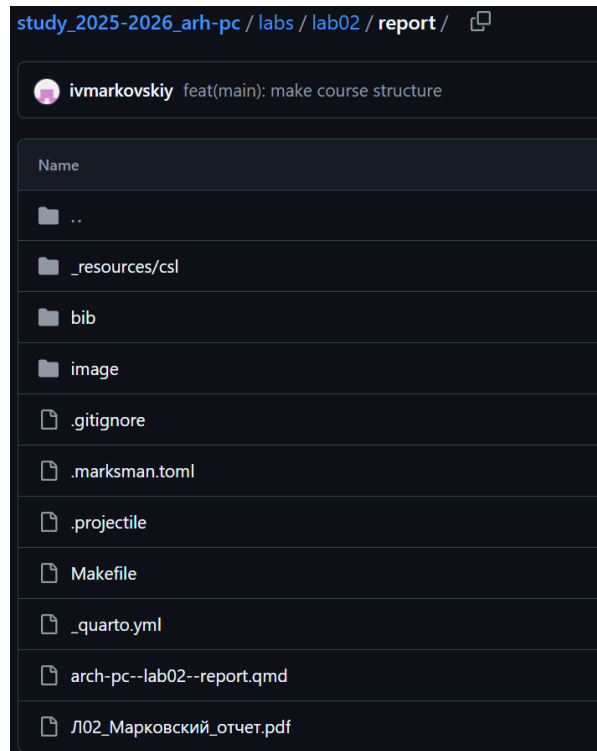 study_2025-2026_arh-pc / labs / lab02 / report /
ivmarkovskiy feat(main): make course structure
Name
..
_resources/csl
bib
image
.gitignore
.marksman.toml
.projectile
Makefile
_quarto.yml
arch-pc--lab02--report.qmd
Л02_Марковский_отчет.pdf